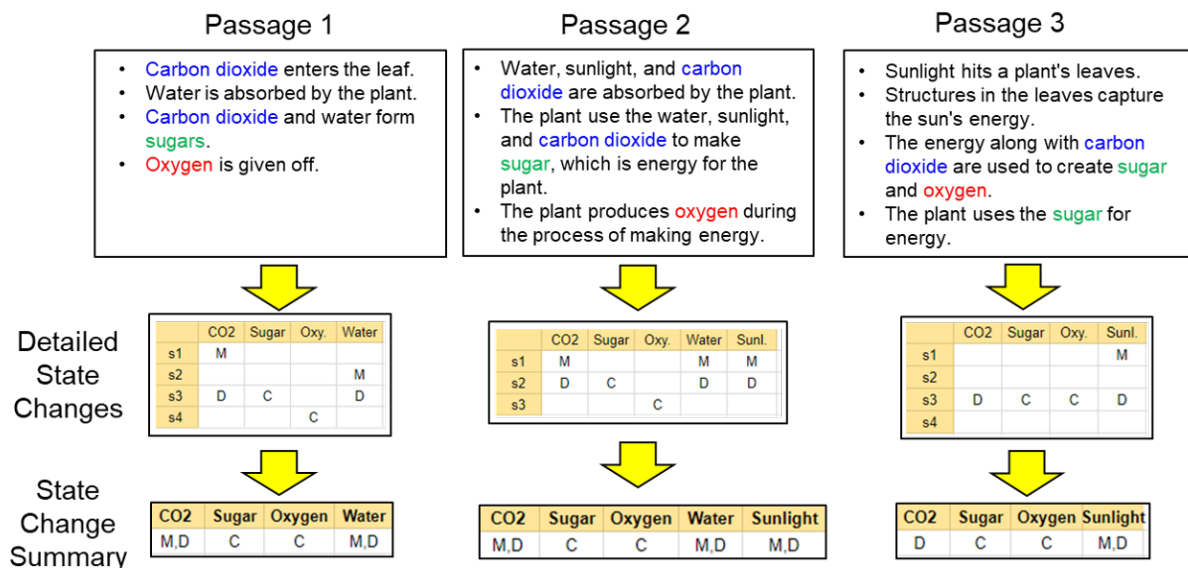 Passage 1
Passage 2
Passage 3
• Carbon dioxide enters the leaf.
• Water is absorbed by the plant.
• Carbon dioxide and water form
sugars.
• Oxygen is given off.
• Water, sunlight, and carbon
dioxide are absorbed by the plant.
• The plant use the water, sunlight,
and carbon dioxide to make
sugar, which is energy for the
plant.
• The plant produces oxygen during
the process of making energy.
• Sunlight hits a plant's leaves.
• Structures in the leaves capture
the sun's energy.
• The energy along with carbon
dioxide are used to create sugar
and oxygen.
• The plant uses the sugar for
energy.
Detailed
State
Changes
CO2 Sugar Oxy. Water
s1 M
s2 M
s3 D C D
s4 C
CO2 Sugar Oxy. Water Sunl.
s1 M M M
s2 D C D D
s3 C
CO2 Sugar Oxy. Sunl.
s1 M
s2
s3 D C C D
s4
State
Change
Summary
CO2 Sugar Oxygen Water
M,D C C M,D
CO2 Sugar Oxygen Water Sunlight
M,D C C M,D M,D
CO2 Sugar Oxygen Sunlight
D C C M,D